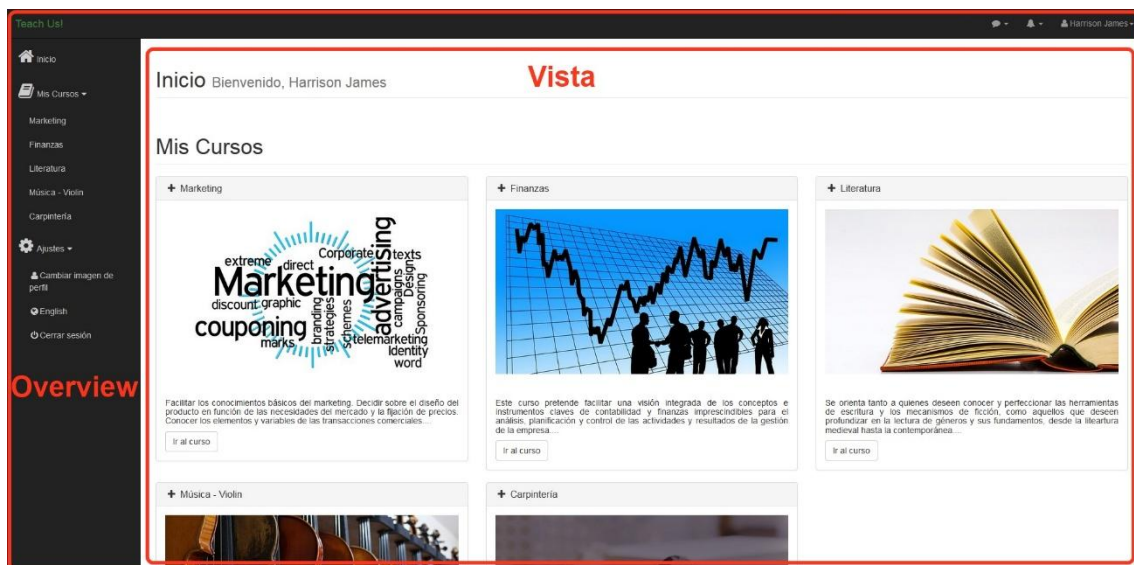 Teach Us!
Harrison James
Inicio
Mis Cursos
Marketing
Finanzas
Literatura
Música - Violin
Carpintería
Ajustes
Cambiar imagen de
perfil
English
Cerrar sesión
Overview
Vista
Inicio Bienvenido, Harrison James
Mis Cursos
Marketing
extreme direct Corporate texts
Marketing
advertising
campaigns
Designs
Sponsoring
discount graphic
couponing
branding
strategies
schemes
marks
telemarketing
Identity
word
Facilitar los conocimientos básicos del marketing. Decidir sobre el diseño del
producto en función de las necesidades del mercado y la fijación de precios.
Conocer los elementos y variables de las transacciones comerciales....
Ir al curso
Finanzas
Este curso pretende facilitar una visión integrada de los conceptos e
instrumentos claves de contabilidad y finanzas imprescindibles para el
análisis, planificación y control de las actividades y resultados de la gestión
de la empresa....
Ir al curso
Literatura
Se orienta tanto a quienes deseen conocer y perfeccionar las herramientas
de escritura y los mecanismos de ficción, como aquellos que deseen
profundizar en la lectura de géneros y sus fundamentos, desde la liteartura
medieval hasta la contemporánea....
Ir al curso
Música - Violin
Carpintería